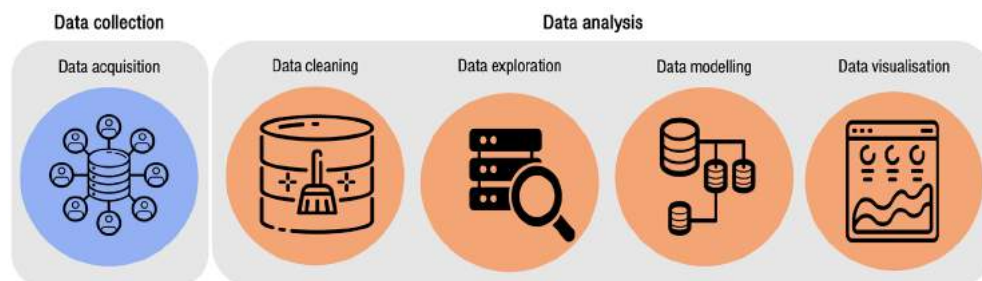 Data collection
Data analysis
Data acquisition
Data cleaning
Data exploration
Data modelling
Data visualisation